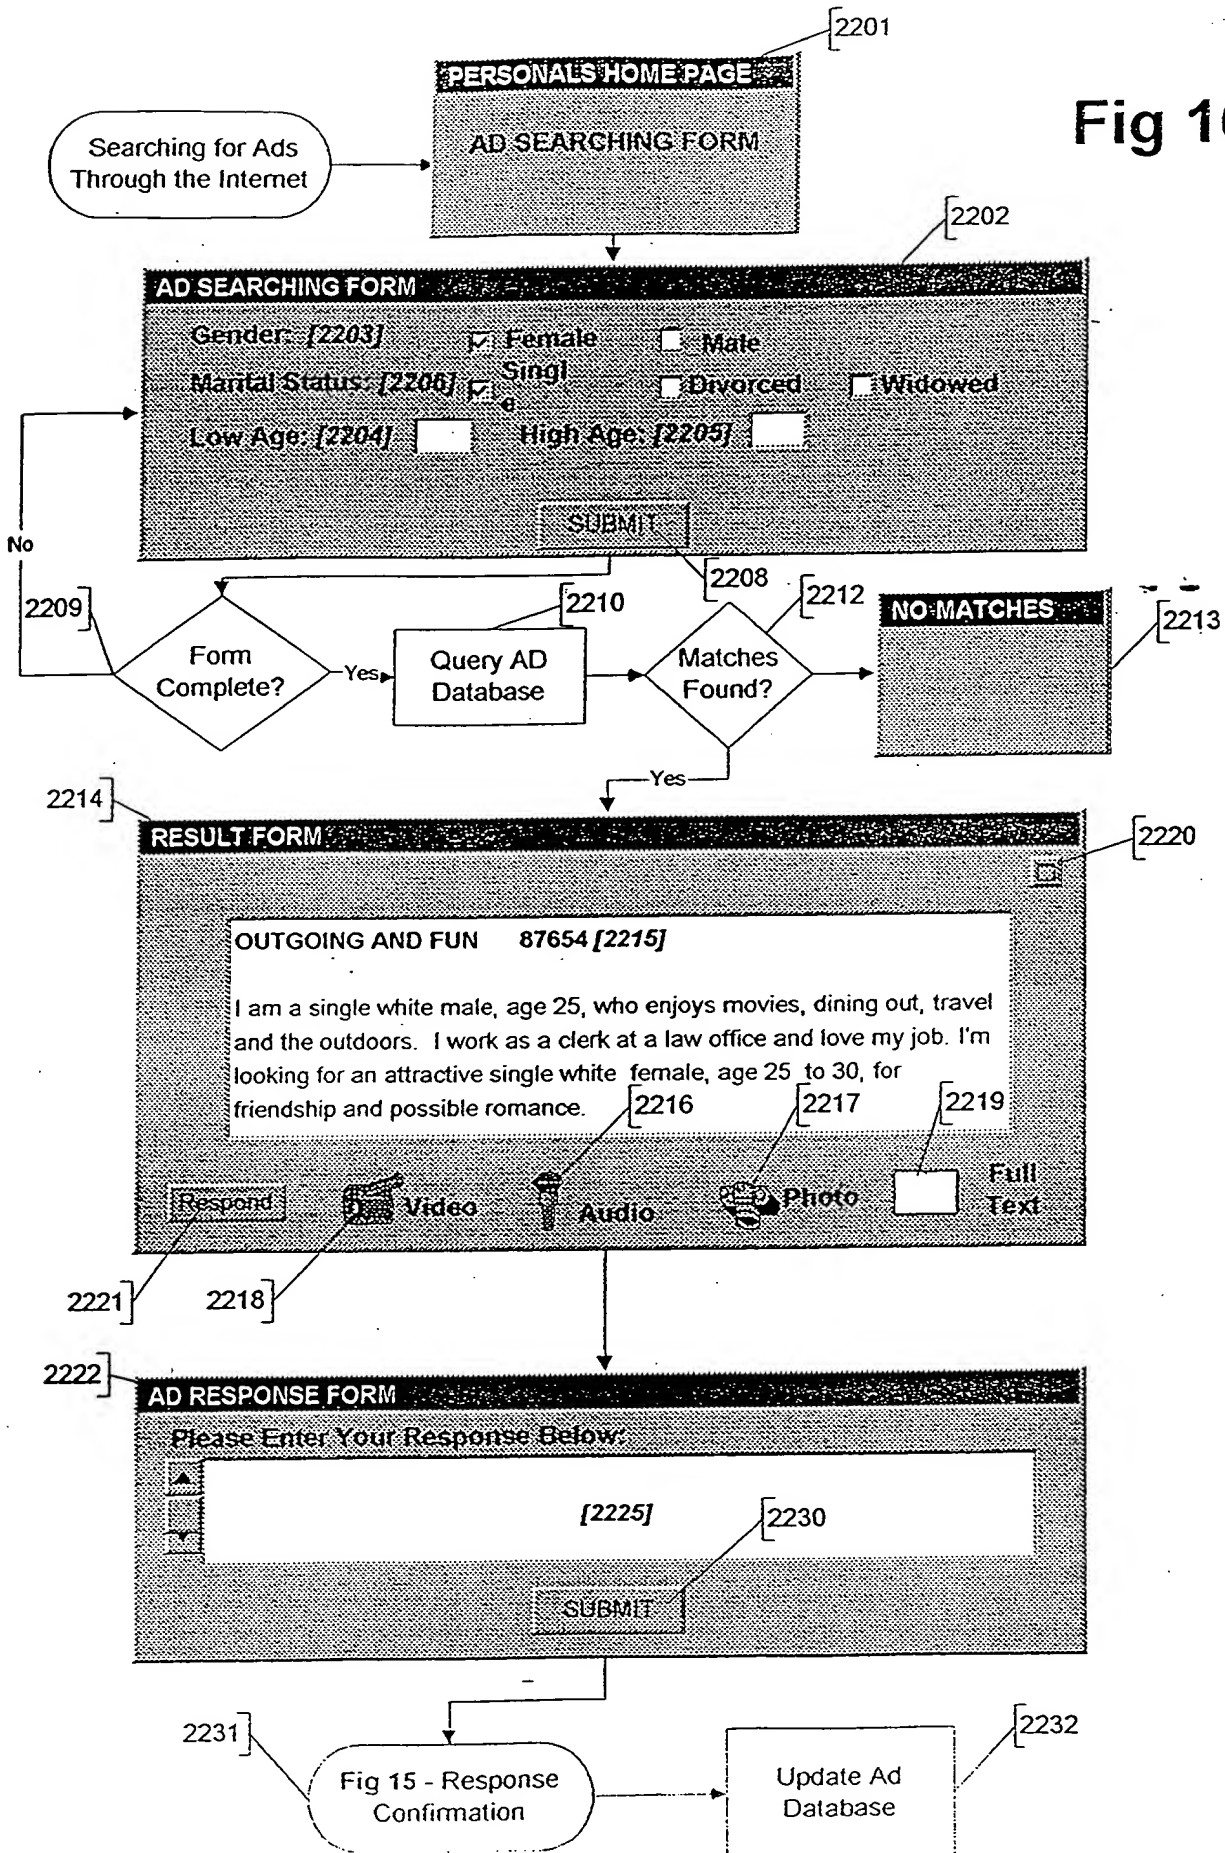 2201
PERSONALS HOME PAGE
Fig 10
Searching for Ads
Through the Internet
AD SEARCHING FORM
2202
AD SEARCHING FORM
Gender: [2203] Female Male
Marital Status: [2206] Singl
e Divorced Widowed
Low Age: [2204] High Age: [2205]
SUBMIT
No
2208
2209
2210
2212
NO MATCHES
2213
Form
Complete?
Yes
Query AD
Database
Matches
Found?
Yes
2214
RESULT FORM
2220
OUTGOING AND FUN 87654 [2215]
I am a single white male, age 25, who enjoys movies, dining out, travel
and the outdoors. I work as a clerk at a law office and love my job. I'm
looking for an attractive single white female, age 25 to 30, for
friendship and possible romance.
2216
2217
2219
Respond Video Audio Photo Full
Text
2221
2218
2222
AD RESPONSE FORM
Please Enter Your Response Below:
[2225]
2230
SUBMIT
2231
2232
Fig 15 - Response
Confirmation
Update Ad
Database